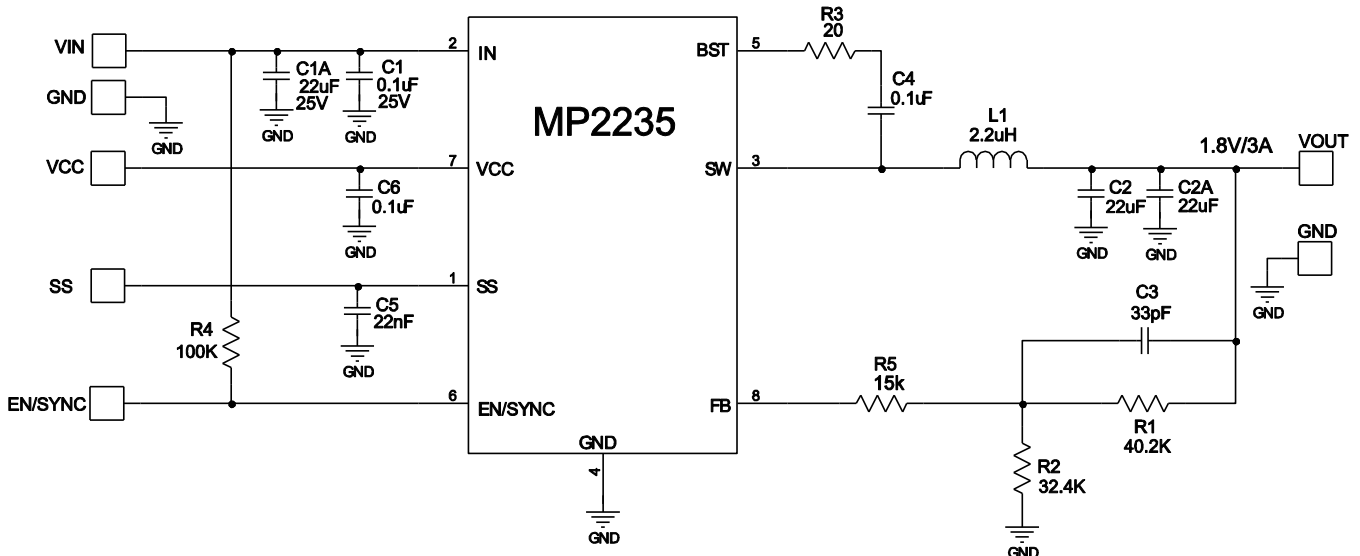 VIN
GND
GND
VCC
SS
EN/SYNC
R4
100K
C1A
22uF
25V
GND
C1
0.1uF
25V
GND
C6
0.1uF
GND
C5
22nF
GND
2
7
1
6
IN
VCC
SS
EN/SYNC
MP2235
BST
SW
FB
GND
4
GND
5
3
8
R3
20
C4
0.1uF
L1
2.2uH
C2
22uF
GND
C2A
22uF
GND
1.8V/3A
VOUT
GND
GND
C3
33pF
R5
15k
R1
40.2K
R2
32.4K
GND